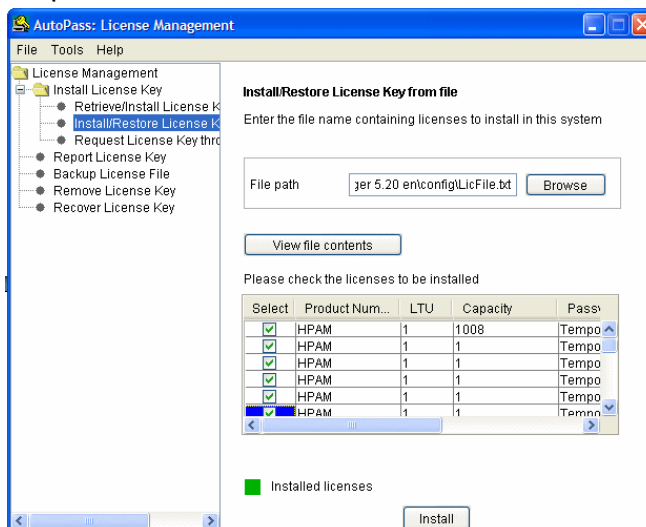 AutoPass: License Management
File Tools Help
License Management
Install License Key
Retrieve/Install License K
Install/Restore License K
Request License Key thro
Report License Key
Backup License File
Remove License Key
Recover License Key
Install/Restore License Key from file
Enter the file name containing licenses to install in this system
File path ger 5.20 en\config\LicFile.txt Browse
View file contents
Please check the licenses to be installed
Select Product Num... LTU Capacity Passv
HPAM 1 1008 Tempo
HPAM 1 1 Tempo
HPAM 1 1 Tempo
HPAM 1 1 Tempo
HPAM 1 1 Tempo
HPAM 1 1 Tempo
Installed licenses
Install